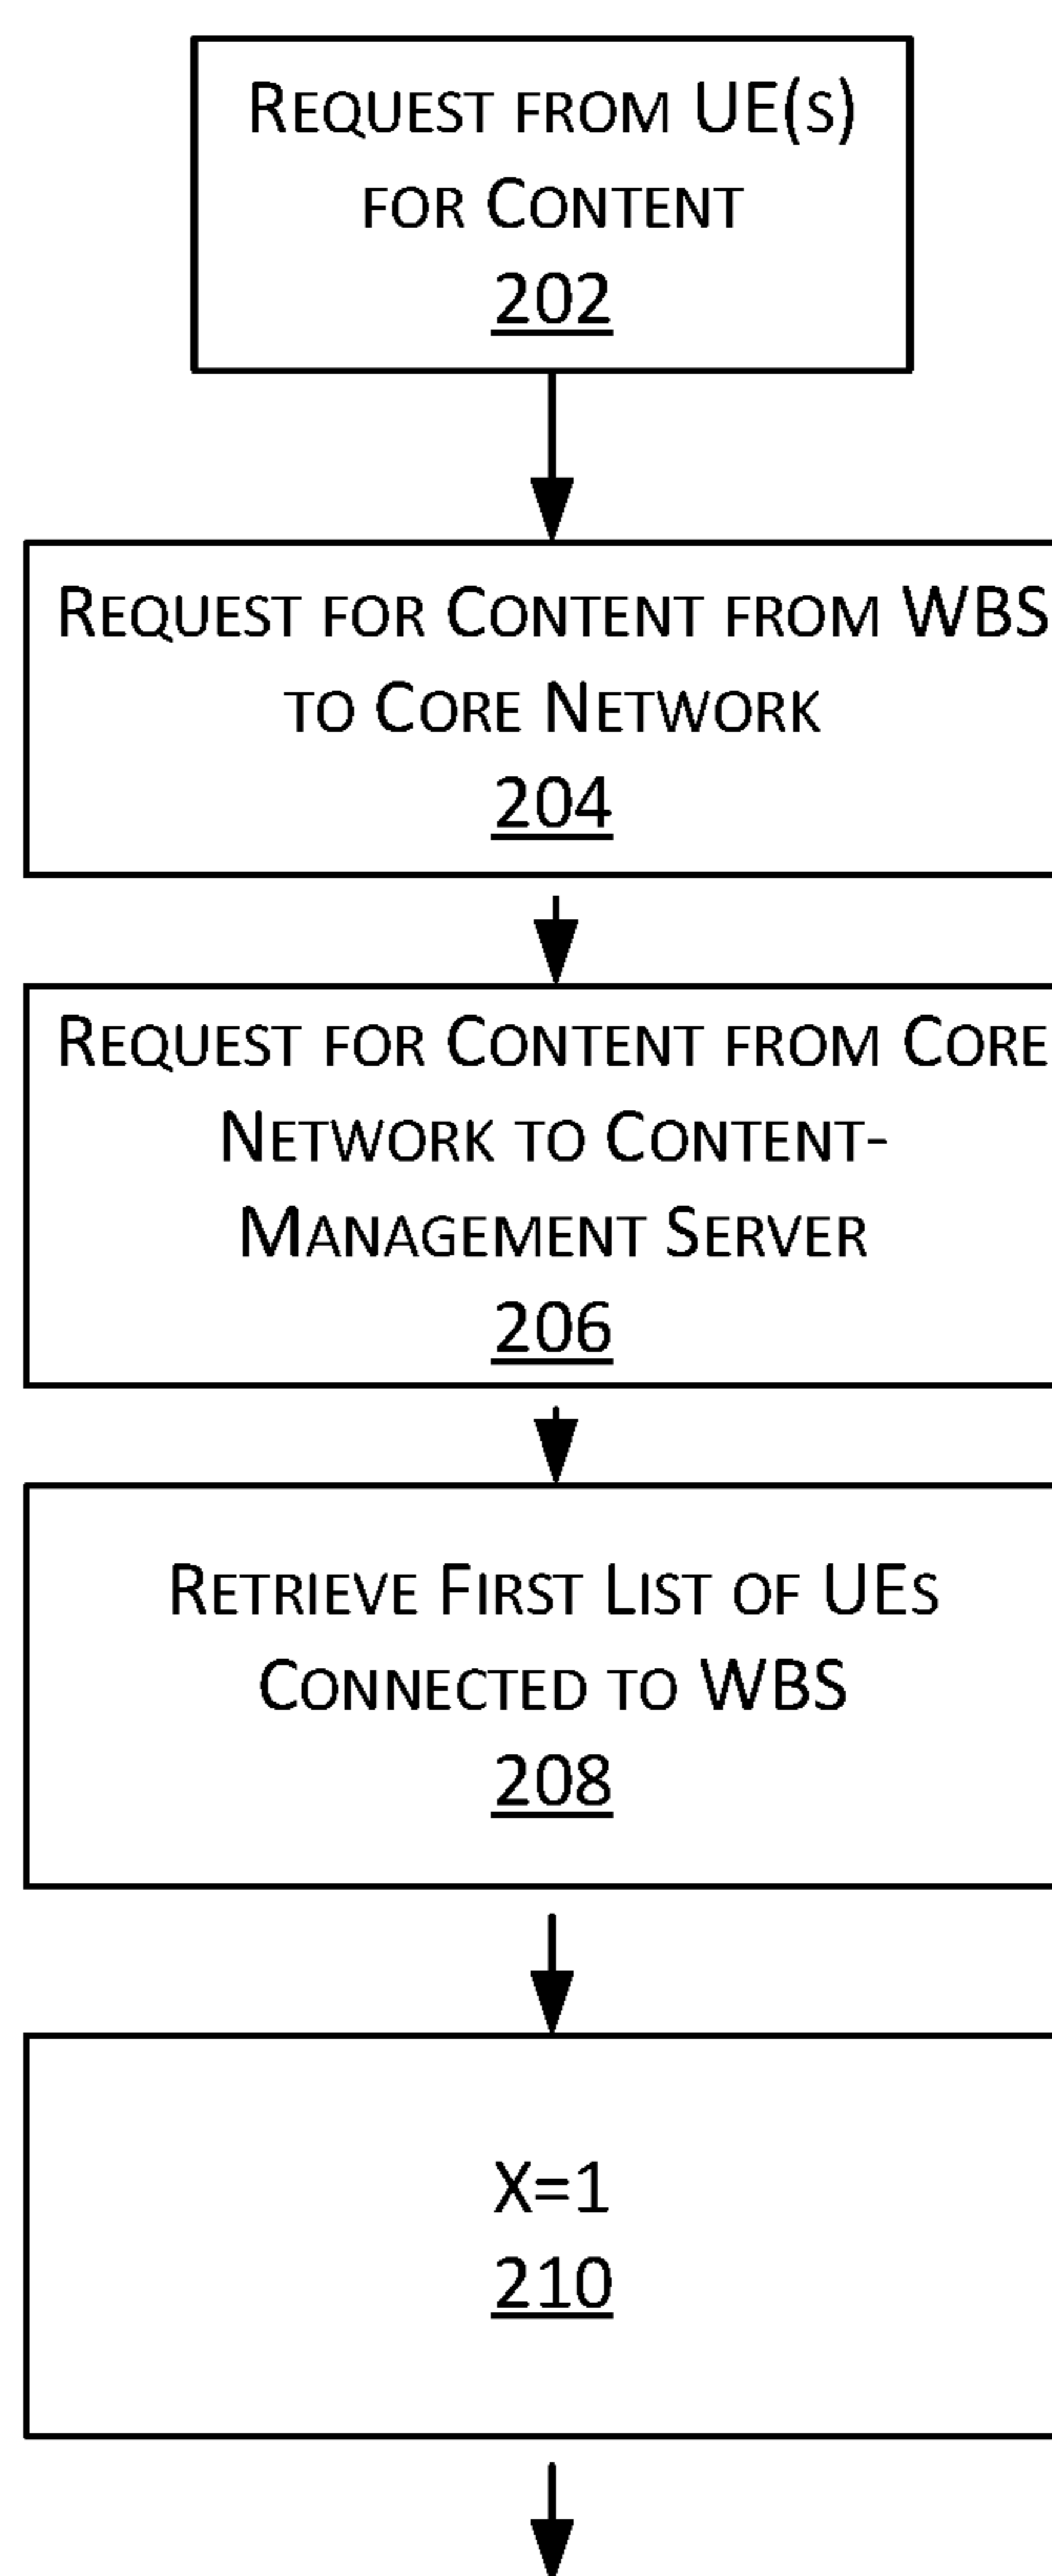 Request from UE(s)
for Content
202
Request for Content from WBS
to Core Network
204
Request for Content from Core
Network to Content-
Management Server
206
Retrieve First List of UEs
Connected to WBS
208
X=1
210